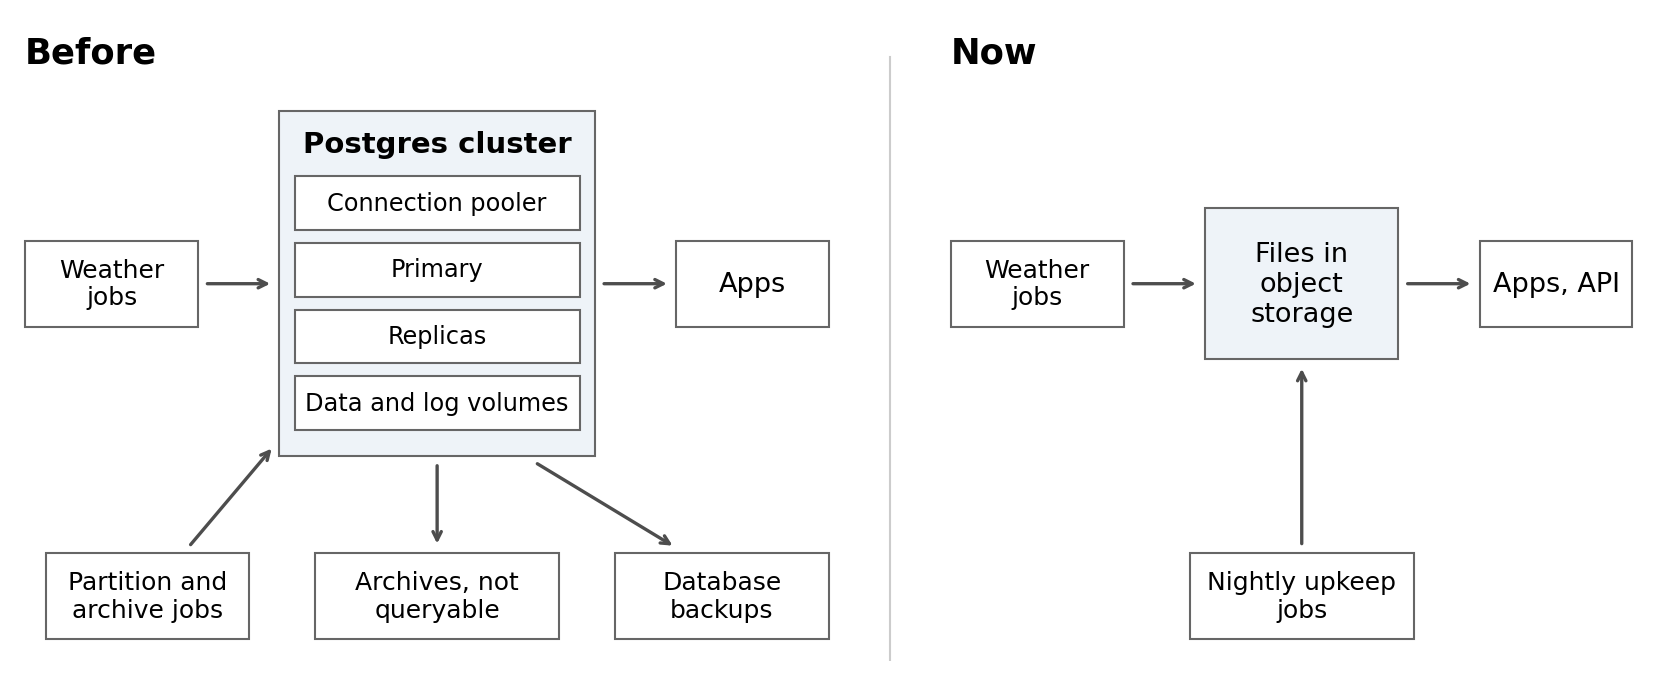 Before
Postgres cluster
Connection pooler
Primary
Replicas
Data and log volumes
Weather
jobs
Apps
Partition and
archive jobs
Archives, not
queryable
Database
backups
Now
Weather
jobs
Files in
object
storage
Apps, API
Nightly upkeep
jobs